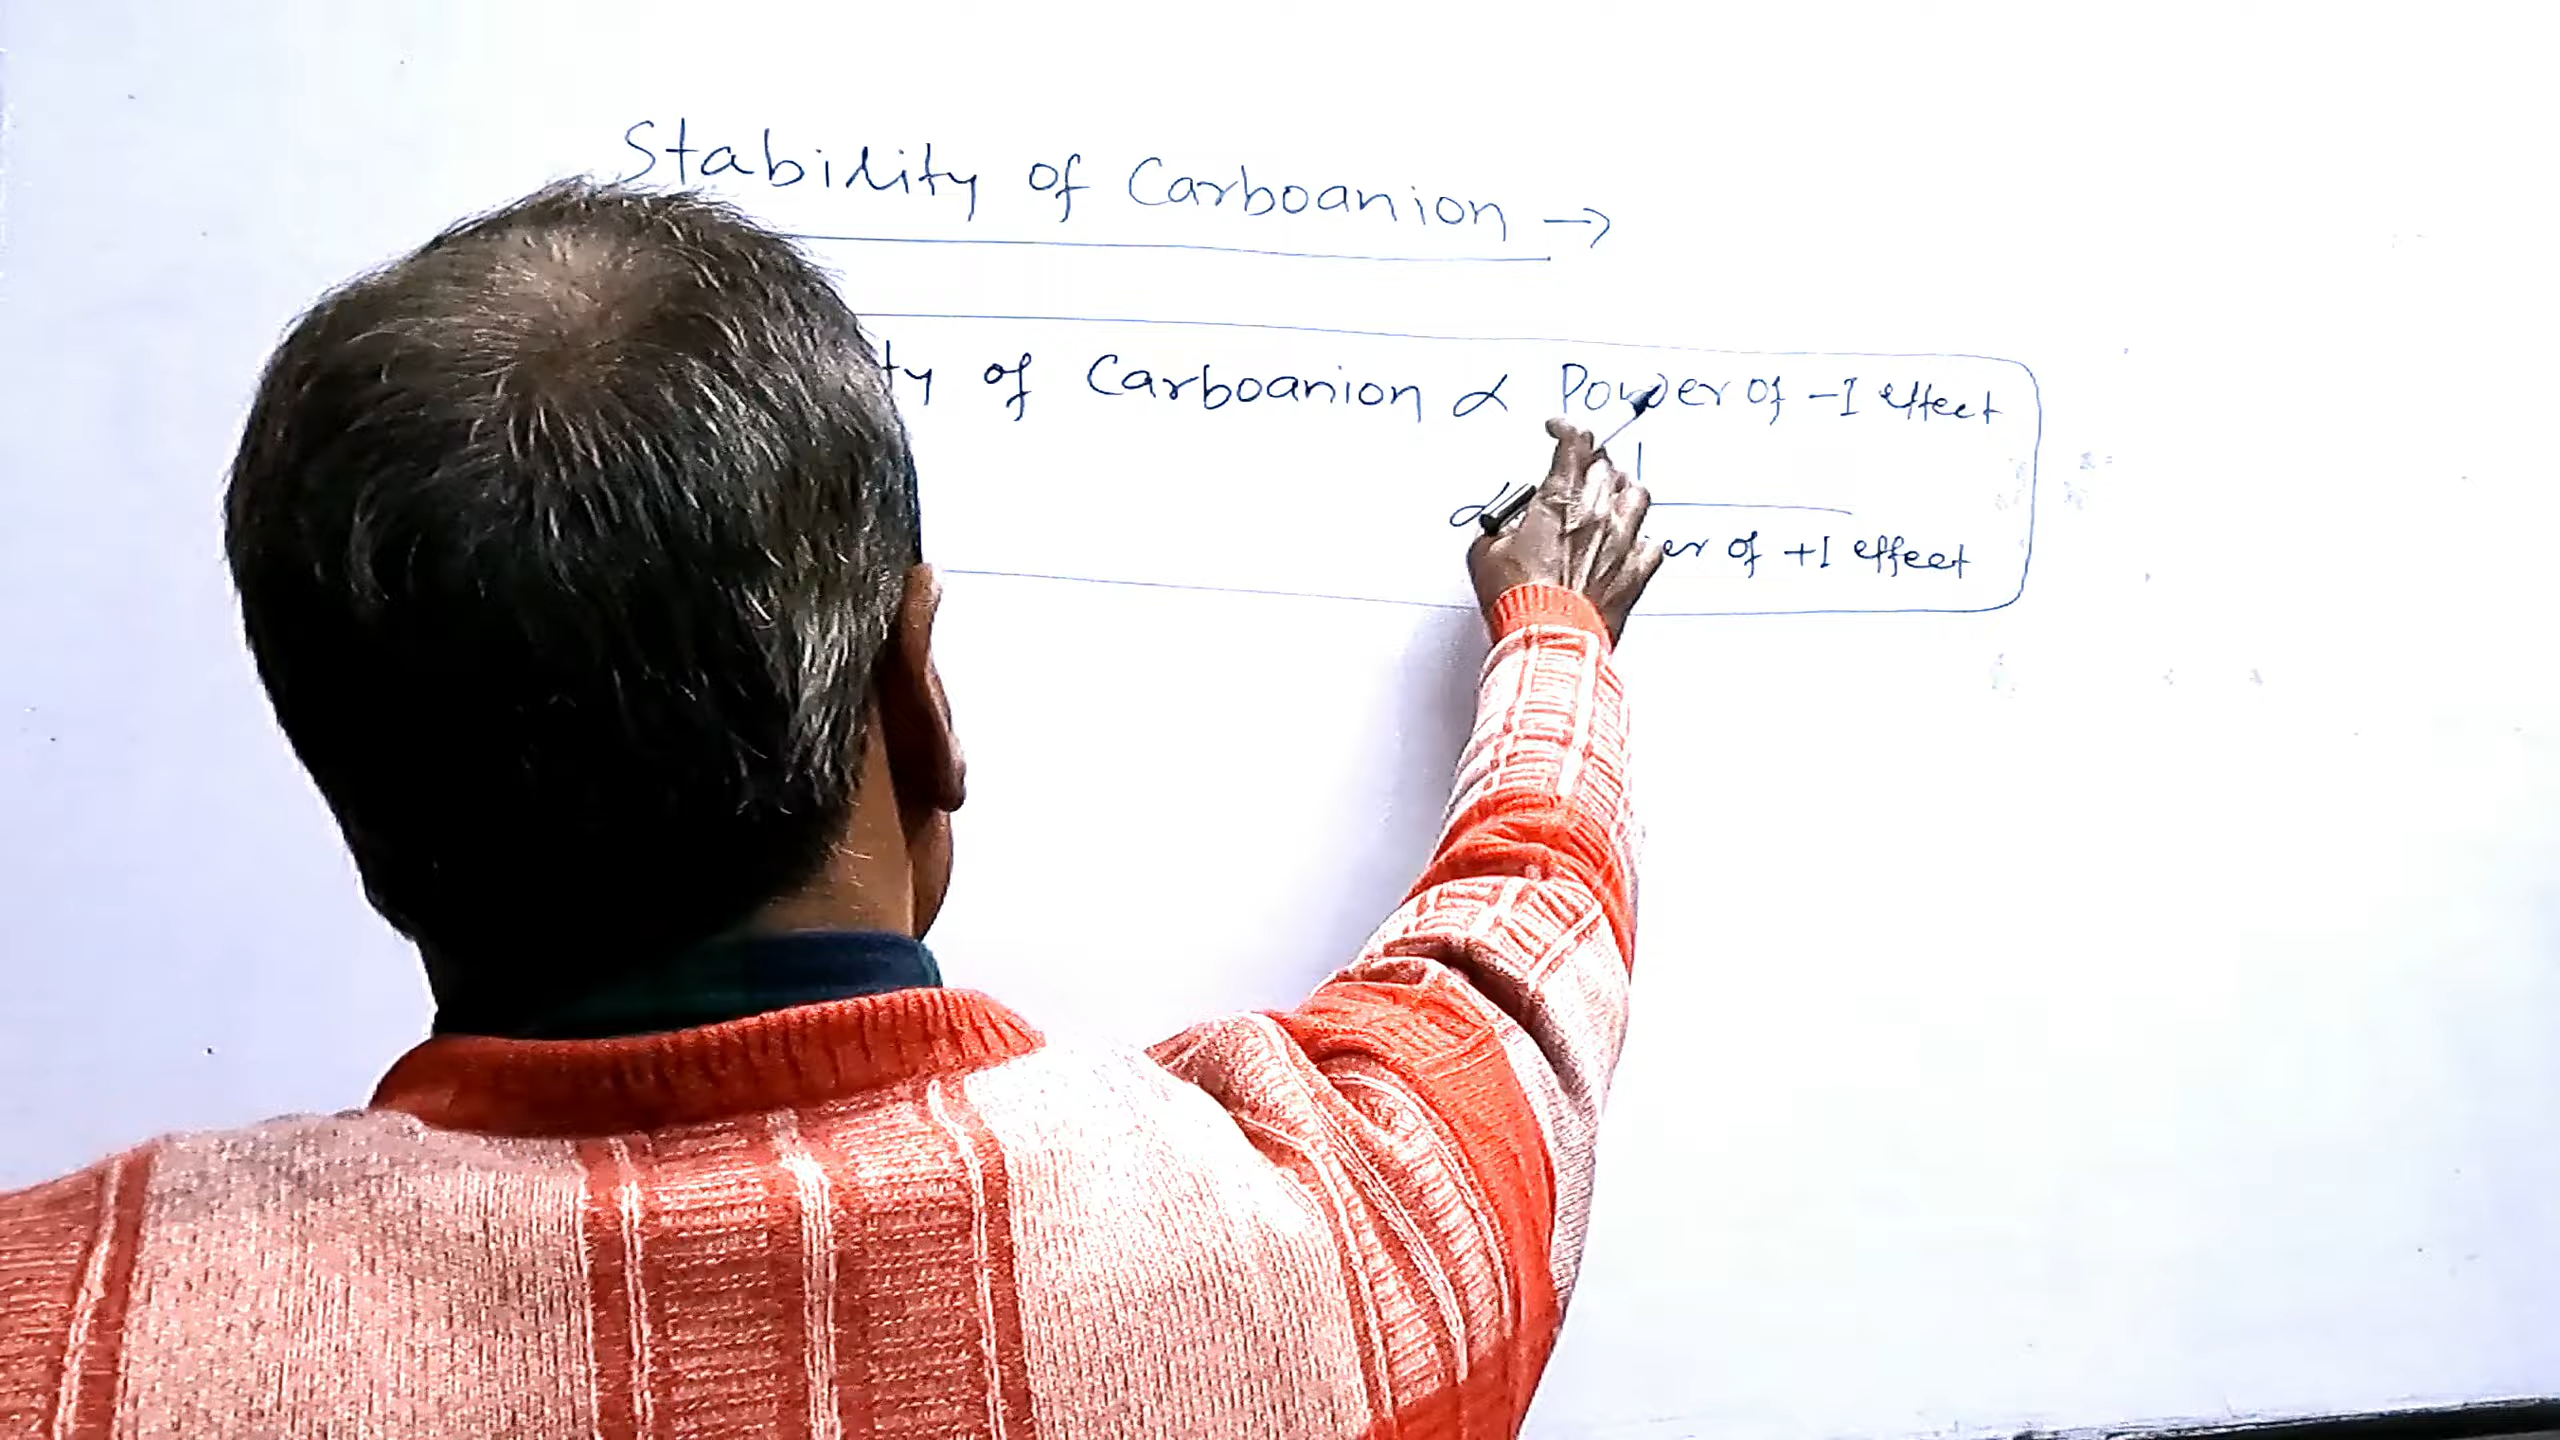 Stability of Carboanion →
ty of Carboanion ∝ Power of -I effect
∝ 1
er of +I effect